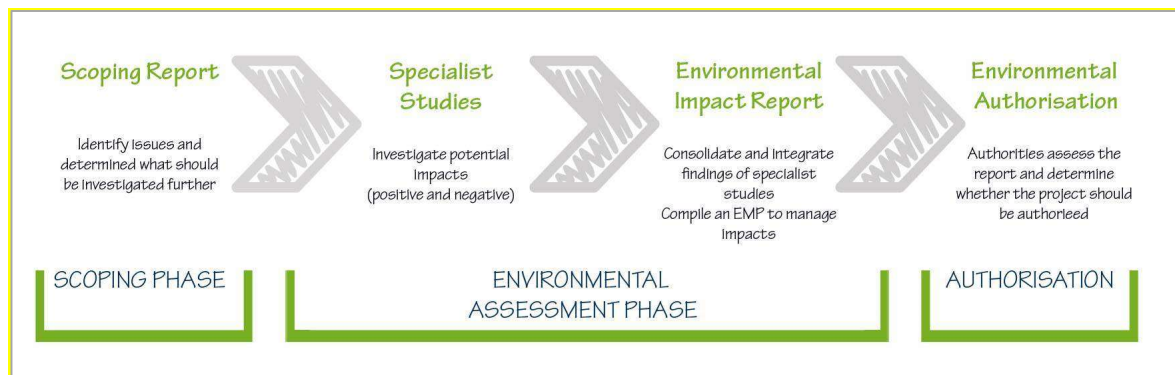 Scoping Report
Identify issues and
determined what should
be investigated further
Specialist
Studies
Investigate potential
impacts
(positive and negative)
Environmental
Impact Report
Consolidate and integrate
findings of specialist
studies
Compile an EMP to manage
impacts
Environmental
Authorisation
Authorities assess the
report and determine
whether the project should
be authorieed
SCOPING PHASE
ENVIRONMENTAL
ASSESSMENT PHASE
AUTHORISATION